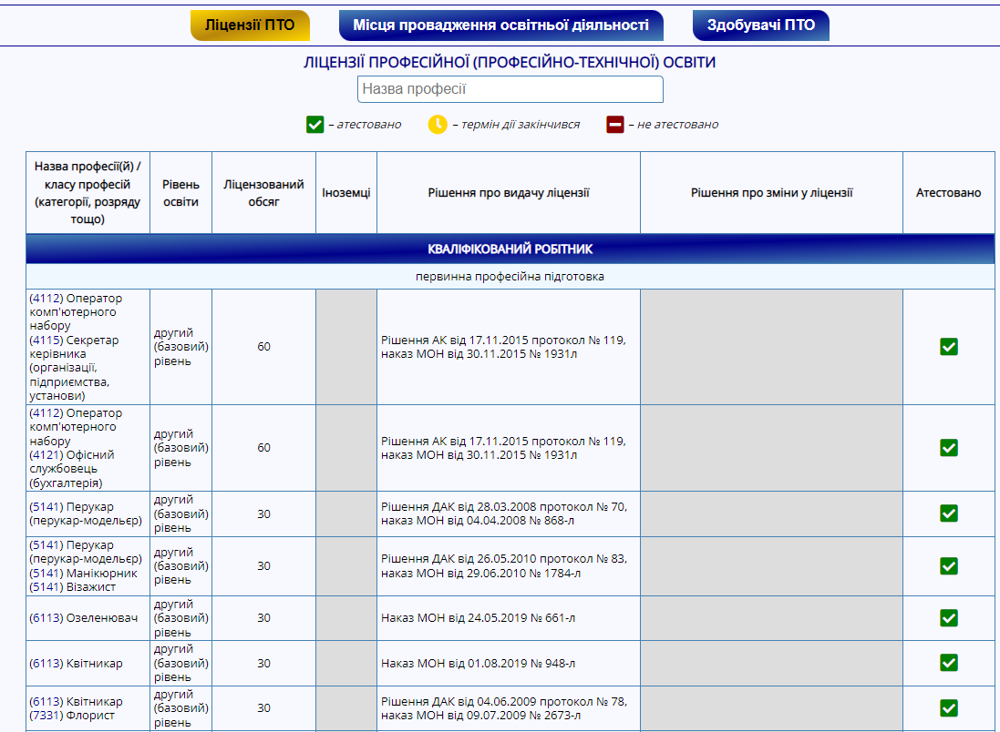 Ліцензії ПТО
Місця провадження освітньої діяльності
Здобувачі ПТО
ЛІЦЕНЗІЇ ПРОФЕСІЙНОЇ (ПРОФЕСІЙНО-ТЕХНІЧНОЇ) ОСВІТИ
Назва професії
– атестовано
– термін дії закінчився
– не атестовано
Назва професії(й) /
класу професій
(категорії, розряду
тощо)
Рівень
освіти
Ліцензований
обсяг
Іноземці
Рішення про видачу ліцензії
Рішення про зміни у ліцензії
Атестовано
КВАЛІФІКОВАНИЙ РОБІТНИК
первинна професійна підготовка
(4112) Оператор
комп'ютерного
набору
(4115) Секретар
керівника
(організації,
підприємства,
установи)
другий
(базовий)
рівень
60
Рішення АК від 17.11.2015 протокол № 119,
наказ МОН від 30.11.2015 № 1931л
(4112) Оператор
комп'ютерного
набору
(4121) Офісний
службовець
(бухгалтерія)
другий
(базовий)
рівень
60
Рішення АК від 17.11.2015 протокол № 119,
наказ МОН від 30.11.2015 № 1931л
(5141) Перукар
(перукар-модельєр)
другий
(базовий)
рівень
30
Рішення ДАК від 28.03.2008 протокол № 70,
наказ МОН від 04.04.2008 № 868-л
(5141) Перукар
(перукар-модельєр)
(5141) Манікюрник
(5141) Візажист
другий
(базовий)
рівень
30
Рішення ДАК від 26.05.2010 протокол № 83,
наказ МОН від 29.06.2010 № 1784-л
(6113) Озеленювач
другий
(базовий)
рівень
30
Наказ МОН від 24.05.2019 № 661-л
(6113) Квітникар
другий
(базовий)
рівень
30
Наказ МОН від 01.08.2019 № 948-л
(6113) Квітникар
(7331) Флорист
другий
(базовий)
рівень
30
Рішення ДАК від 04.06.2009 протокол № 78,
наказ МОН від 09.07.2009 № 2673-л